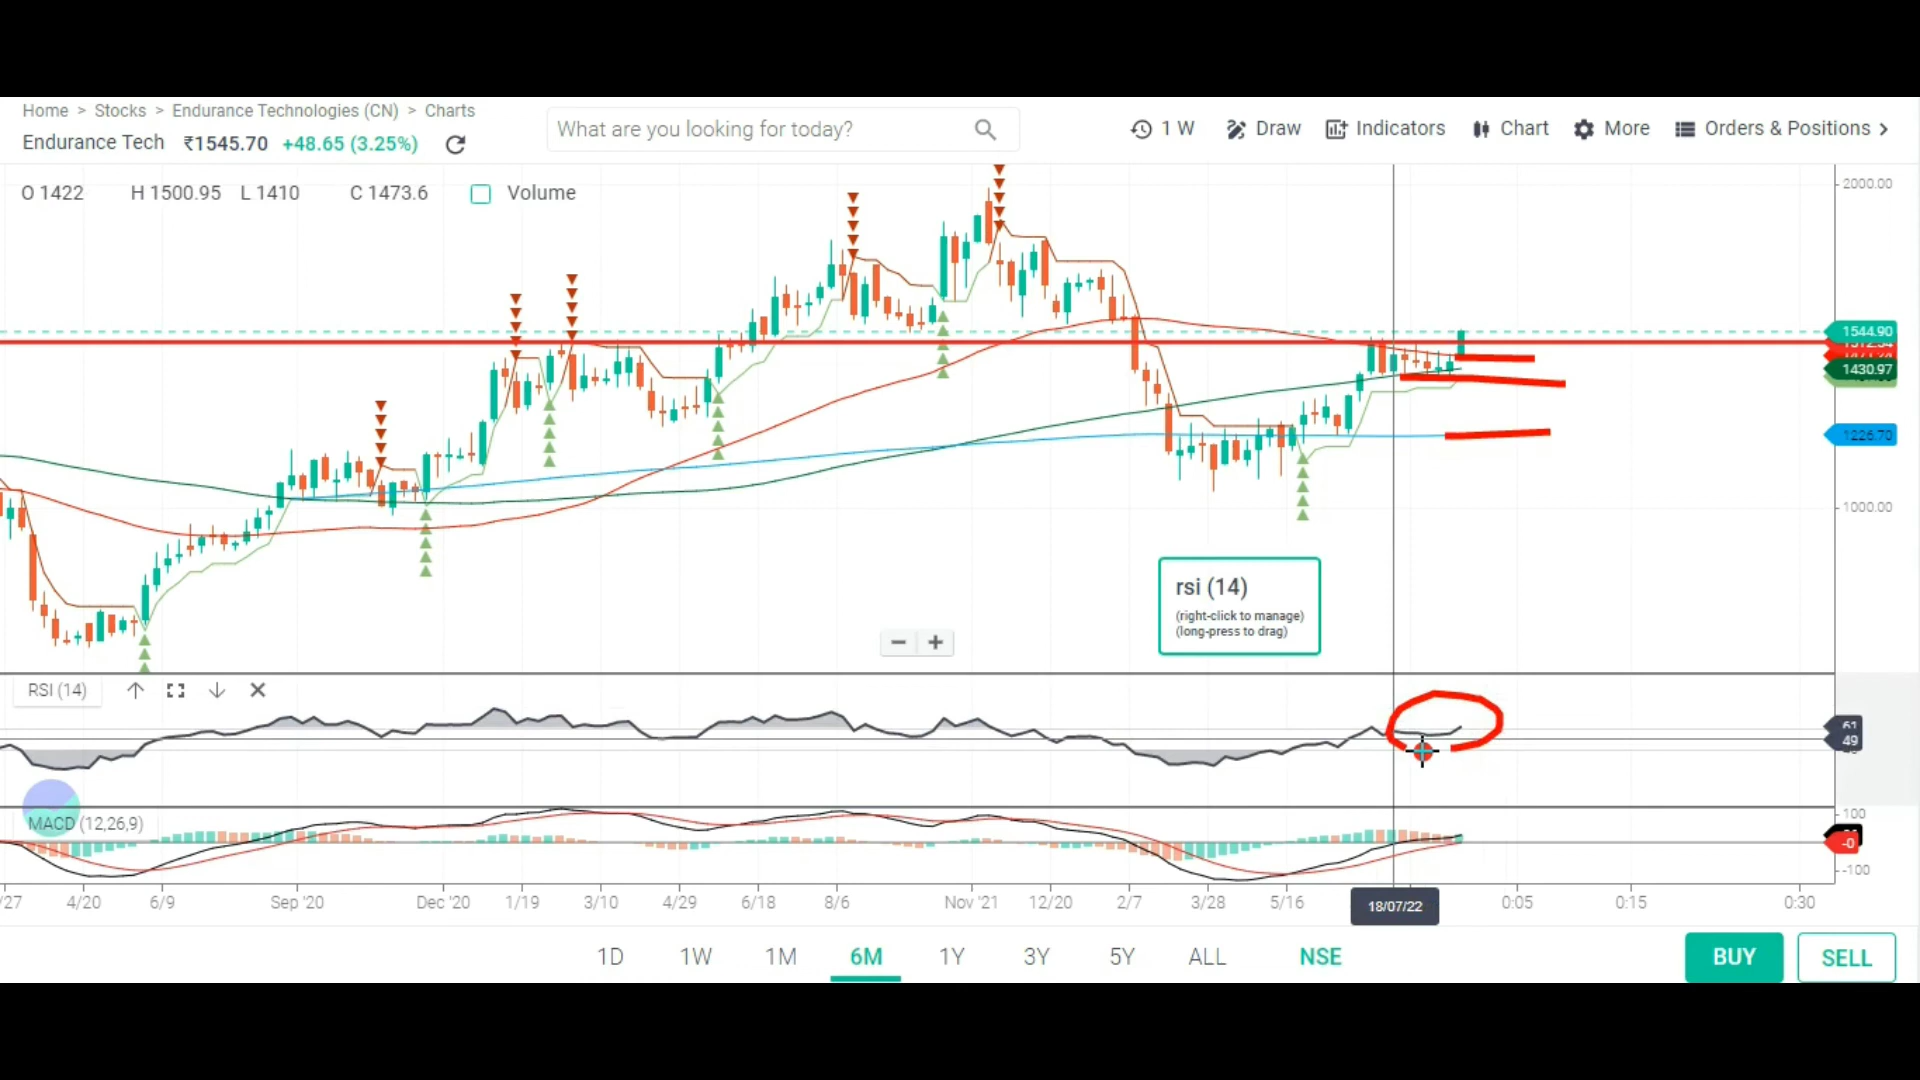 Home > Stocks > Endurance Technologies (CN) > Charts
Endurance Tech ₹1545.70 +48.65 (3.25%)
What are you looking for today?
1 W Draw Indicators Chart More Orders & Positions >
O 1422 H 1500.95 L 1410 C 1473.6 Volume
2000.00
1544.90
1430.97
1226.70
1000.00
rsi (14)
(right-click to manage)
(long-press to drag)
− +
RSI (14)
61
49
MACD (12,26,9)
100
-0
-100
/27 4/20 6/9 Sep '20 Dec '20 1/19 3/10 4/29 6/18 8/6 Nov '21 12/20 2/7 3/28 5/16 18/07/22 0:05 0:15 0:30
1D 1W 1M 6M 1Y 3Y 5Y ALL NSE
BUY SELL